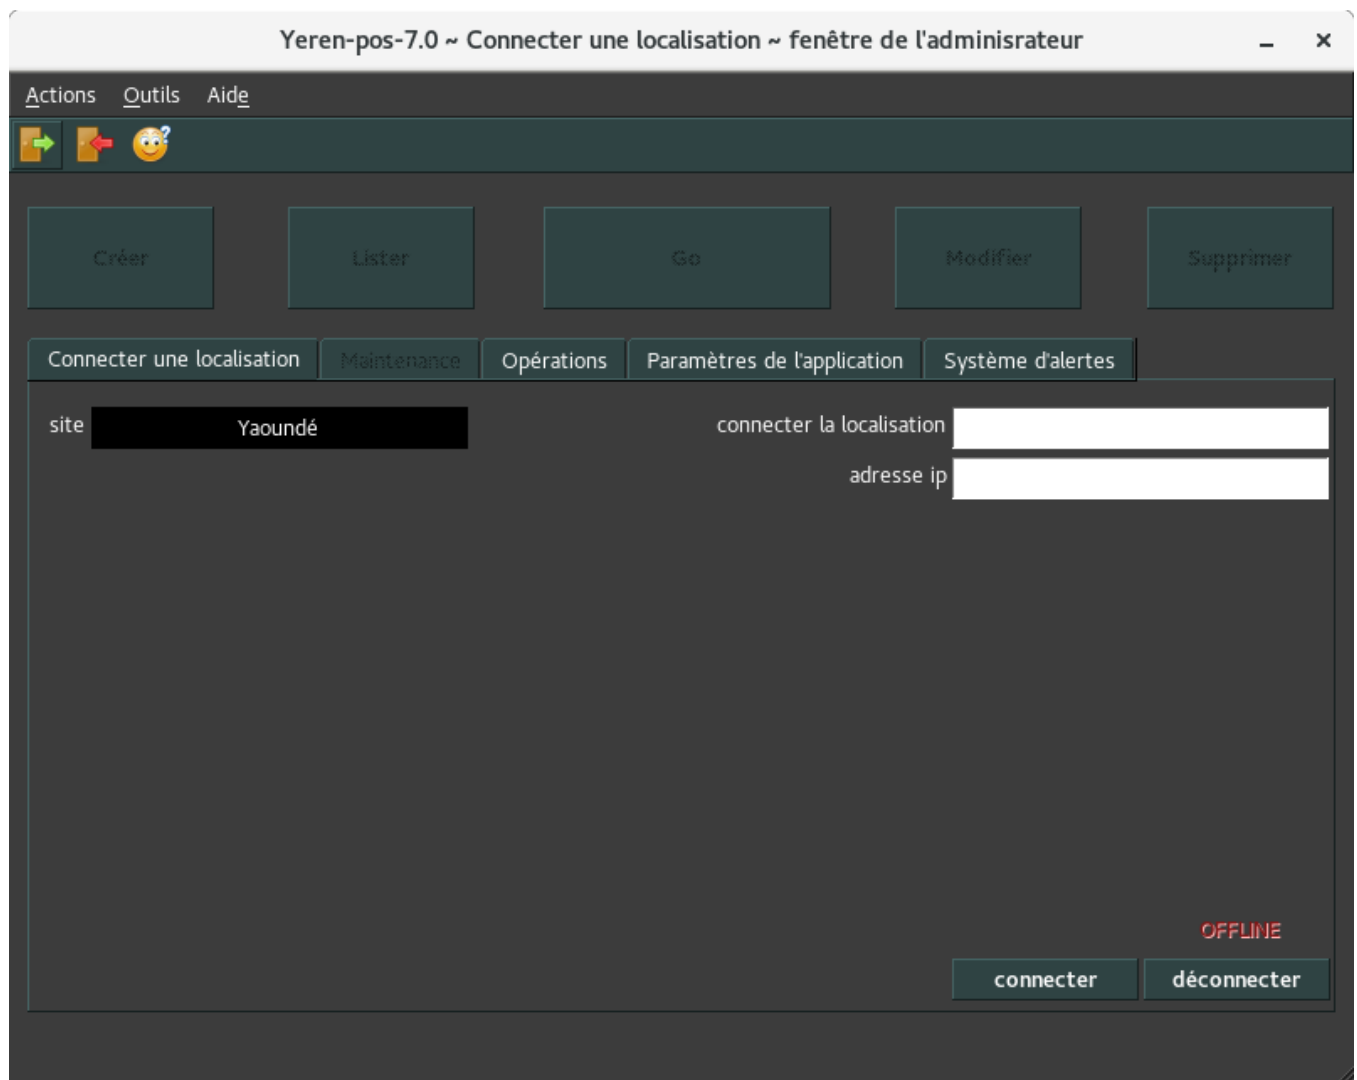 Yeren-pos-7.0 ~ Connecter une localisation ~ fenêtre de l'adminisrateur
Actions Outils Aide
Créer Lister Go Modifier Supprimer
Connecter une localisation Maintenance Opérations Paramètres de l'application Système d'alertes
site Yaoundé connecter la localisation
adresse ip
OFFLINE
connecter déconnecter